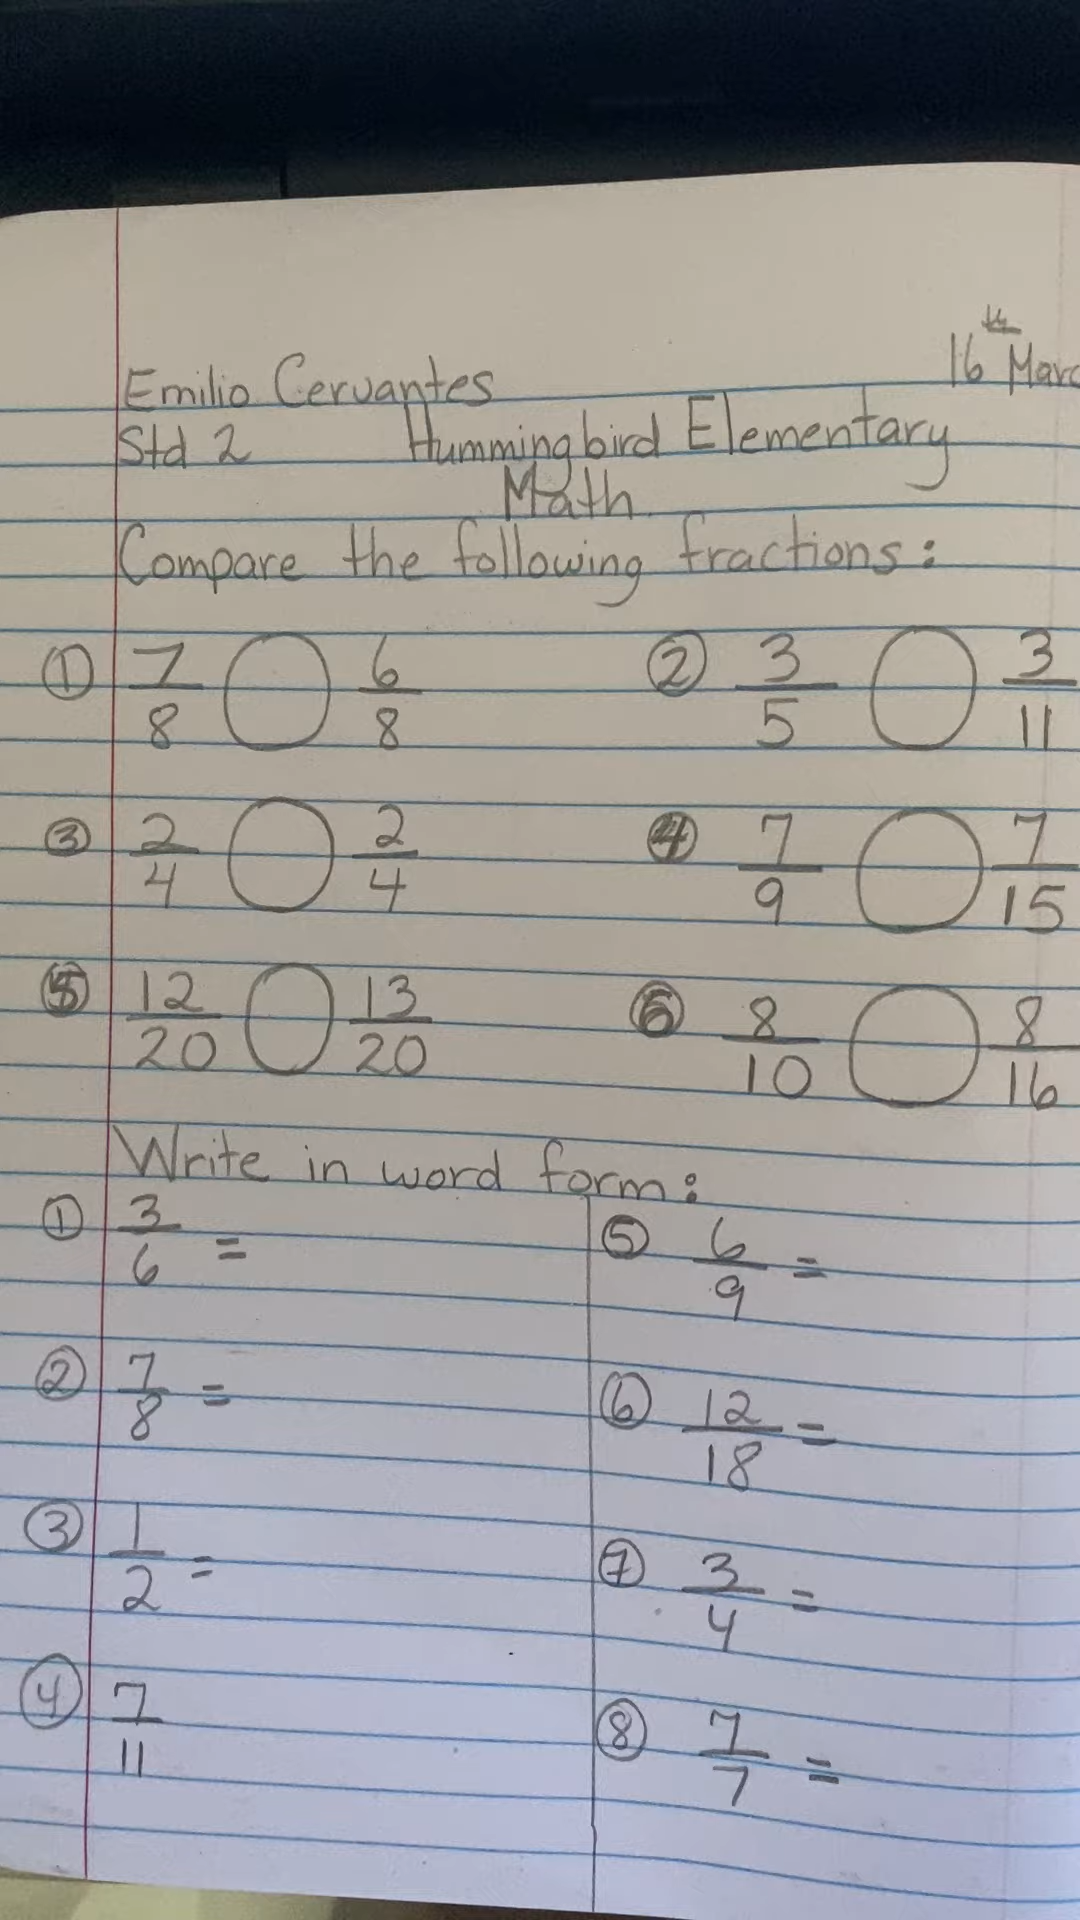 16th Marc
Emilio Cervantes
Std 2 Hummingbird Elementary
Math
Compare the following fractions:
① 7/8 ◯ 6/8 ② 3/5 ◯ 3/11
③ 2/4 ◯ 2/4 ④ 7/9 ◯ 7/15
⑤ 12/20 ◯ 13/20 ⑥ 8/10 ◯ 8/16
Write in word form:
① 3/6 = ⑤ 6/9 =
② 7/8 = ⑥ 12/18 =
③ 1/2 = ⑦ 3/4 =
④ 7/11 ⑧ 7/7 =